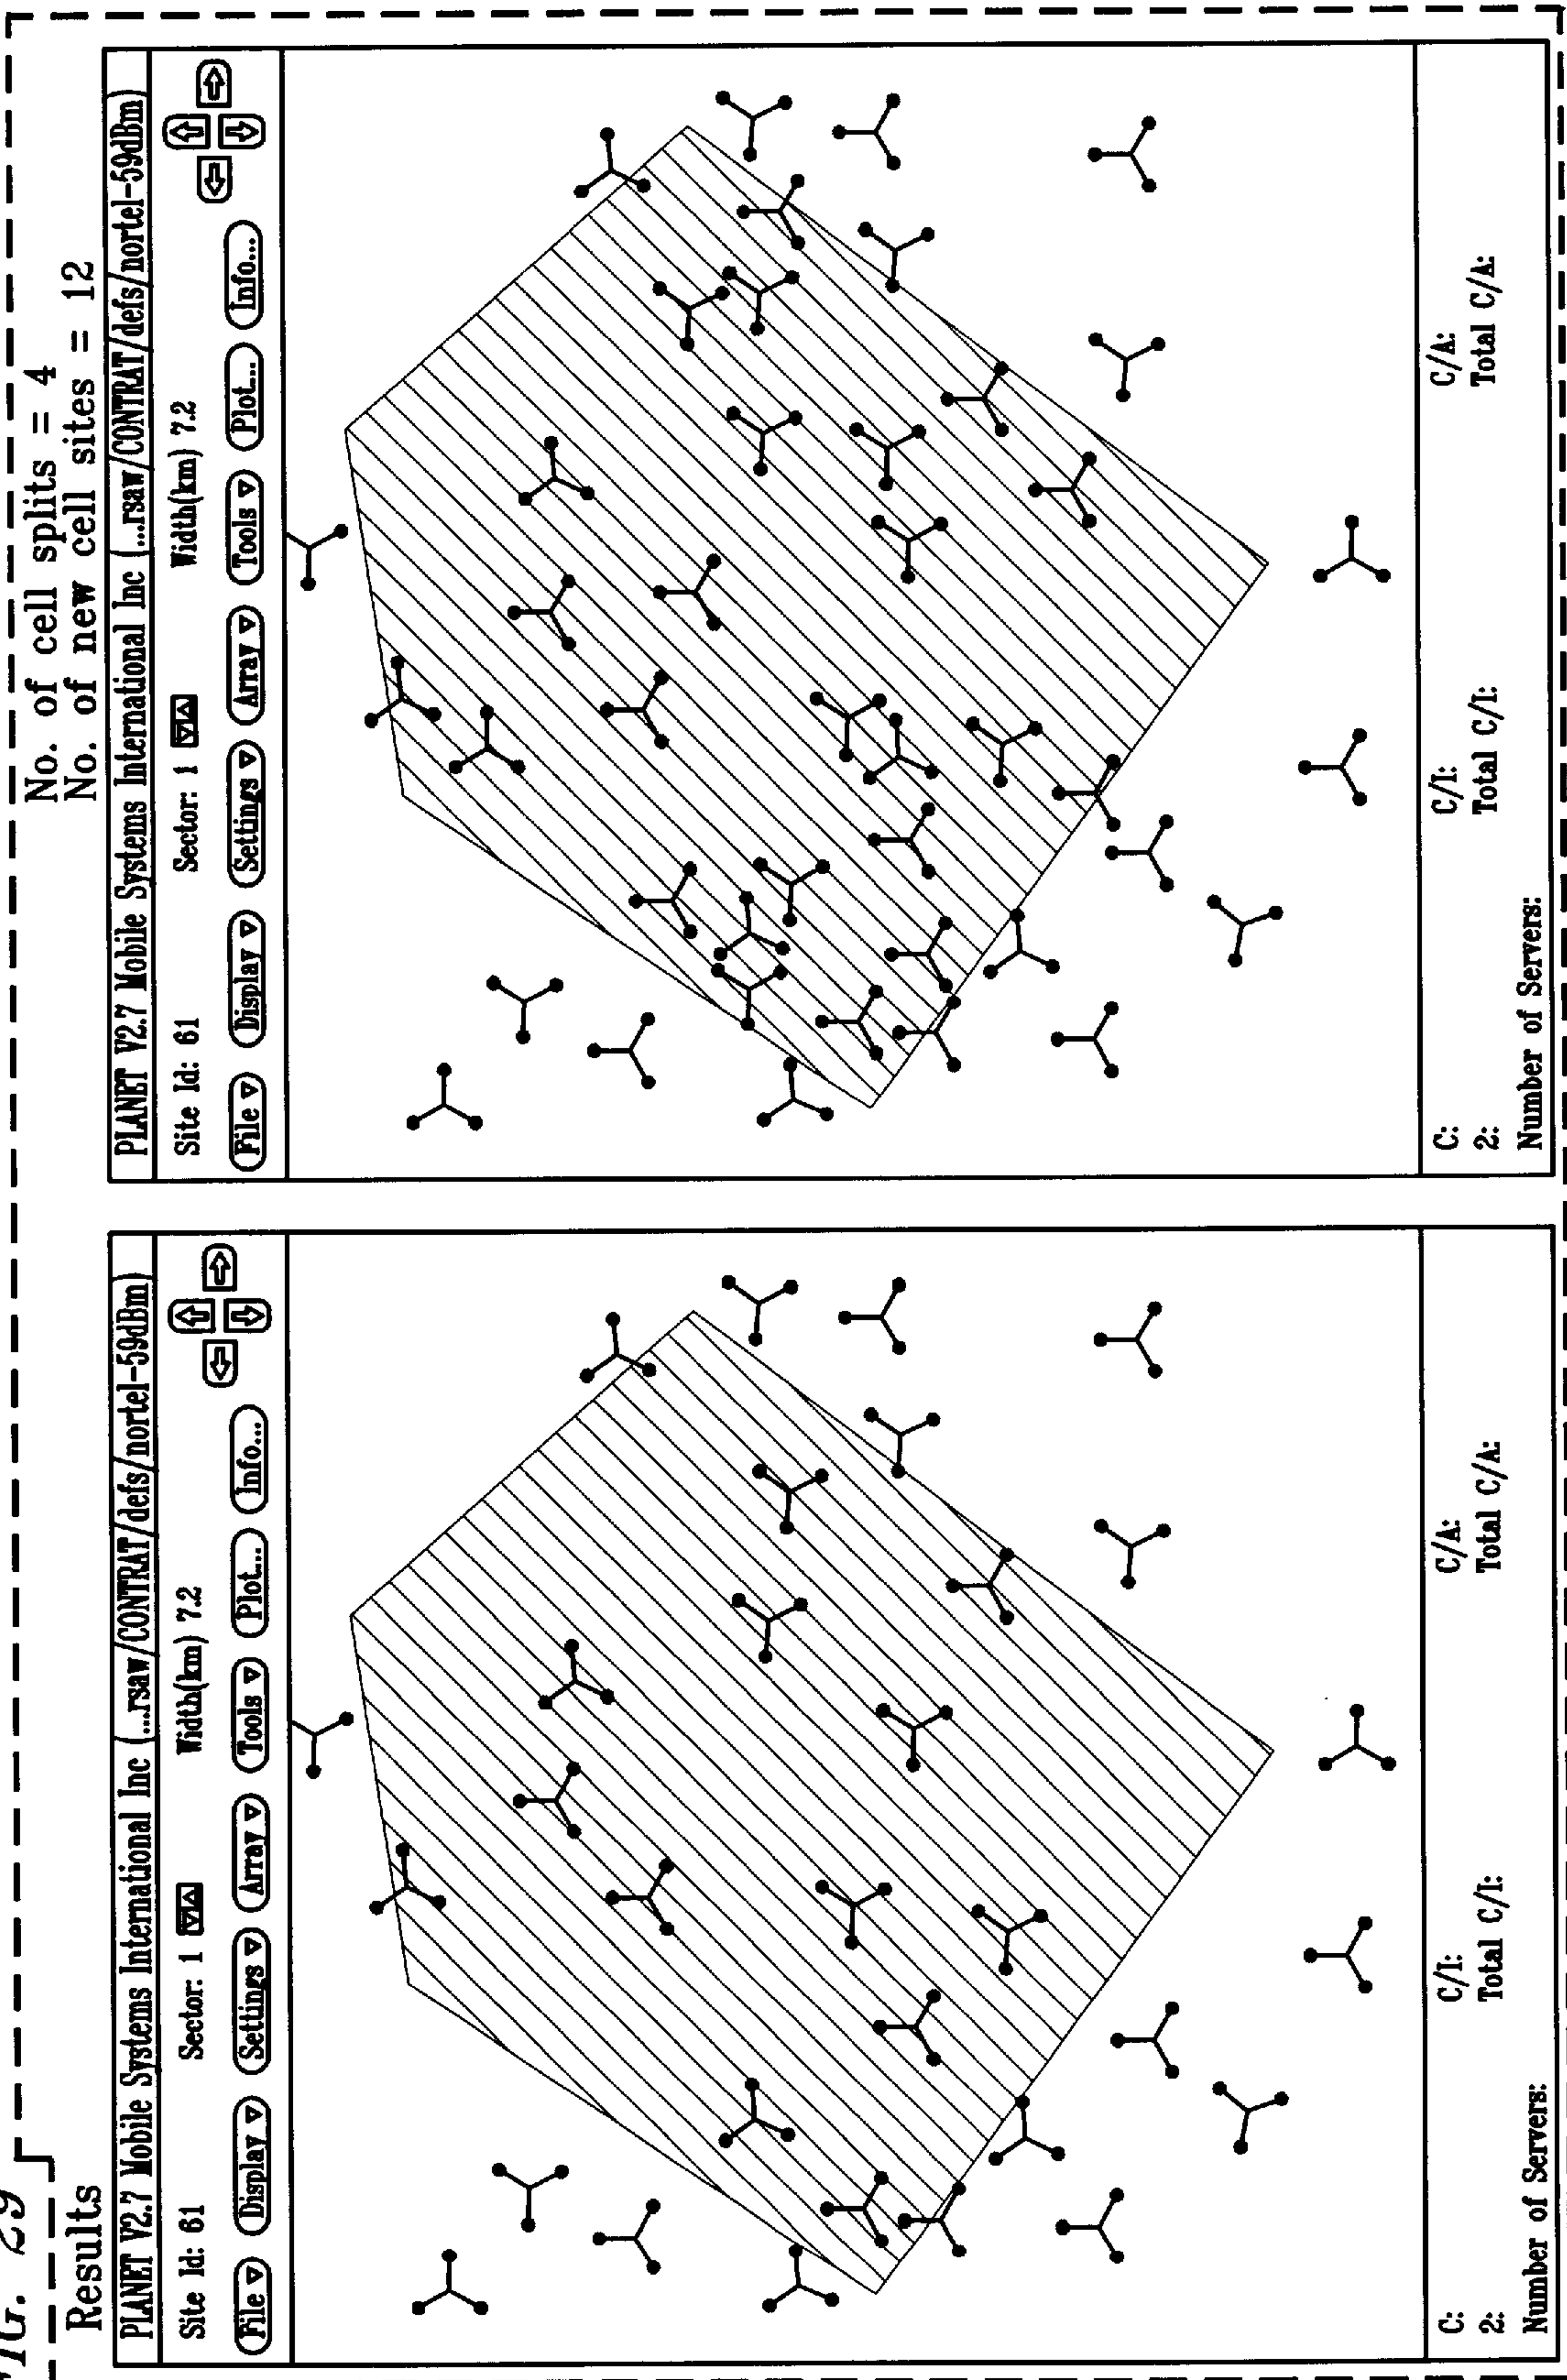 FIG. 29
Results
No. of cell splits = 4
No. of new cell sites = 12
PLANET V2.7 Mobile Systems International Inc (...rsaw/CONTRAT/defs/nortel-59dBm)
Site Id: 61 Sector: 1 Width(km) 7.2
File Display Settings Array Tools Plot... Info...
C: C/I: C/A:
2: Total C/I: Total C/A:
Number of Servers:
PLANET V2.7 Mobile Systems International Inc (...rsaw/CONTRAT/defs/nortel-59dBm)
Site Id: 61 Sector: 1 Width(km) 7.2
File Display Settings Array Tools Plot... Info...
C: C/I: C/A:
2: Total C/I: Total C/A:
Number of Servers: